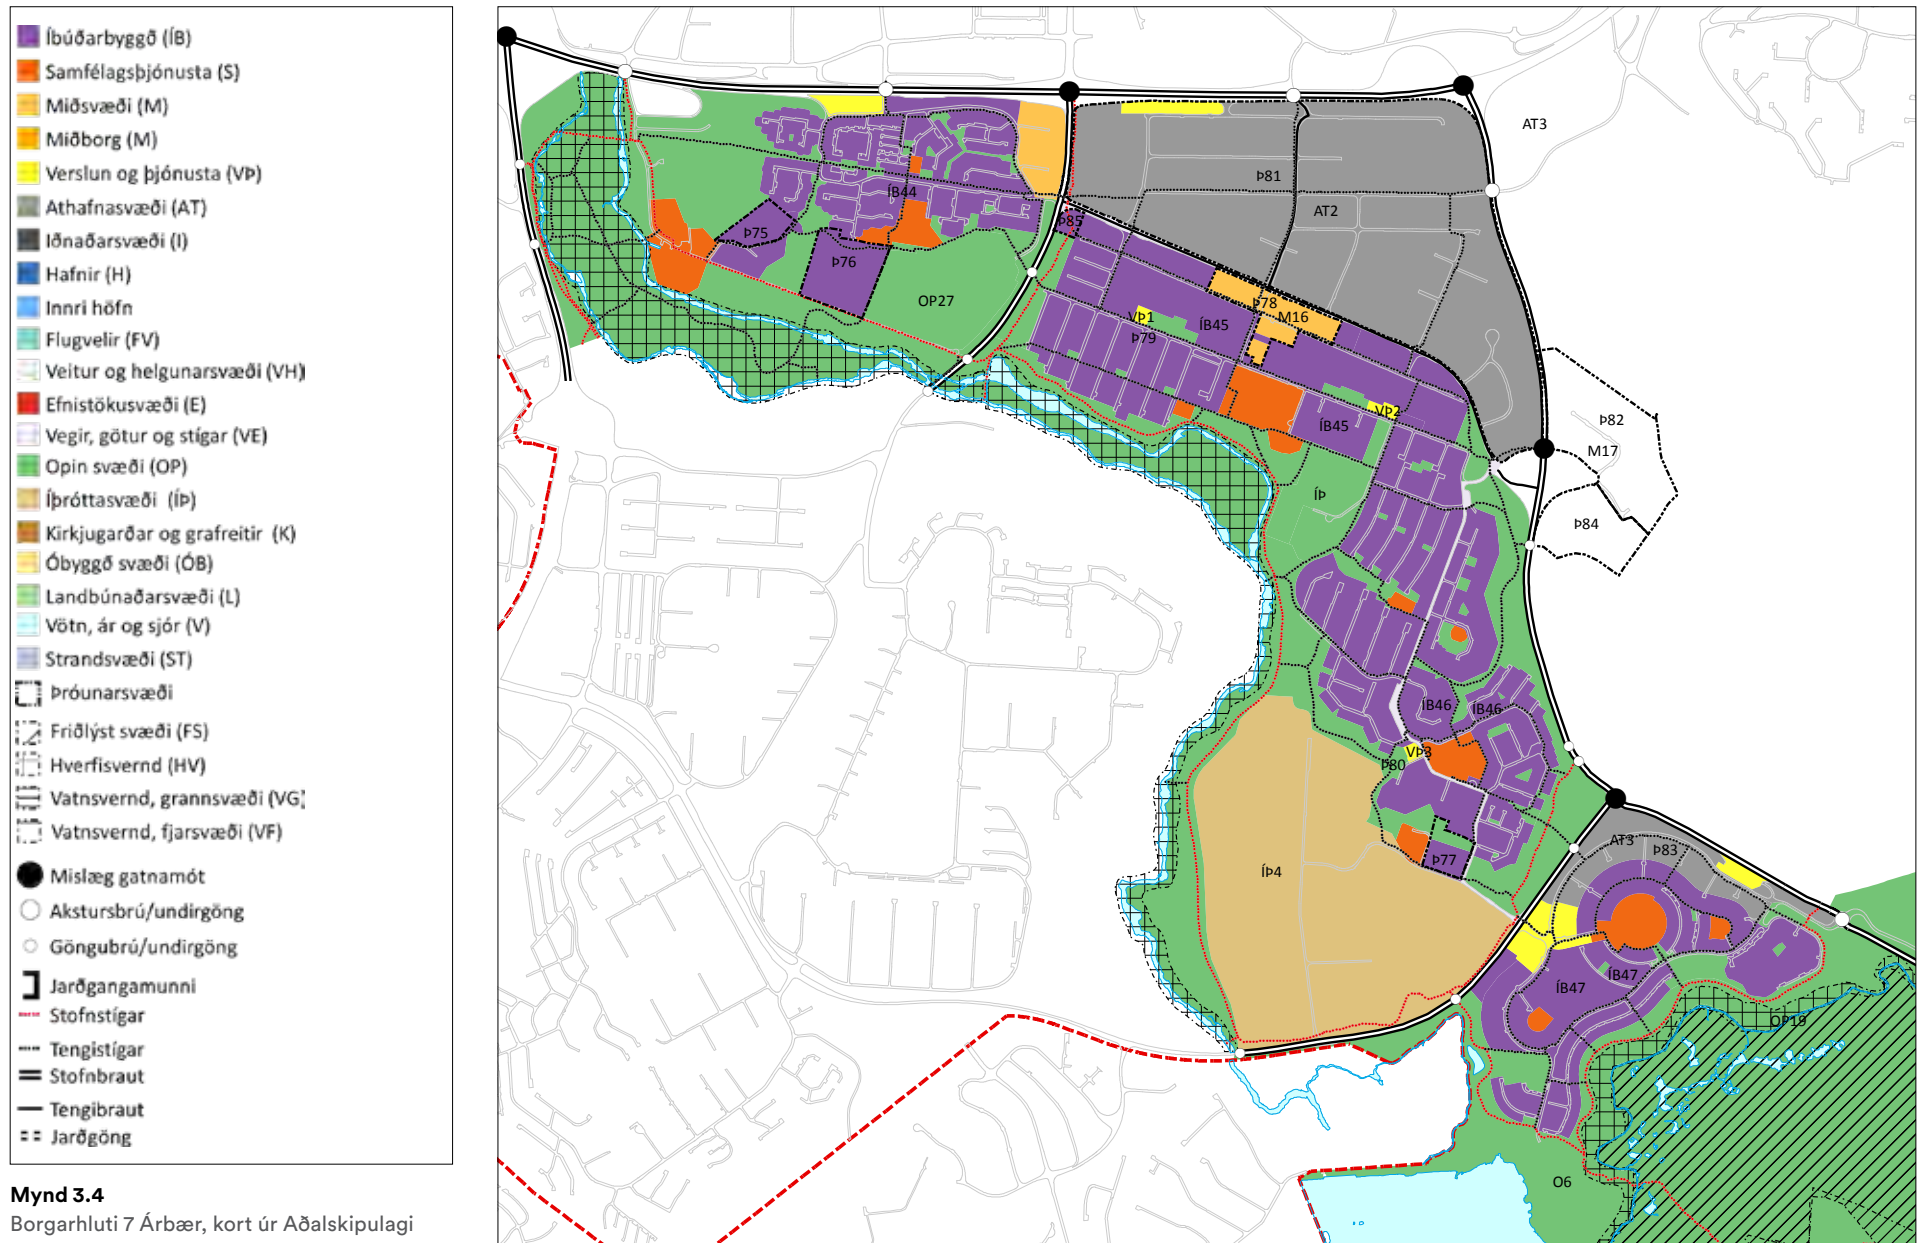 Íbúðarbyggð (ÍB)
Samfélagsþjónusta (S)
Miðsvæði (M)
Miðborg (M)
Verslun og þjónusta (VÞ)
Athafnasvæði (AT)
Iðnaðarsvæði (I)
Hafnir (H)
Innri höfn
Flugvelir (FV)
Veitur og helgunarsvæði (VH)
Efnistökusvæði (E)
Vegir, götur og stígar (VE)
Opin svæði (OP)
Íþróttasvæði (ÍÞ)
Kirkjugarðar og grafreitir (K)
Óbyggð svæði (ÓB)
Landbúnaðarsvæði (L)
Vötn, ár og sjór (V)
Strandsvæði (ST)
Þróunarsvæði
Friðlýst svæði (FS)
Hverfisvernd (HV)
Vatnsvernd, grannsvæði (VG)
Vatnsvernd, fjarsvæði (VF)
Mislæg gatnamót
Akstursbrú/undirgöng
Göngubrú/undirgöng
Jarðgangamunni
Stofnstígar
Tengistígar
Stofnbraut
Tengibraut
Jarðgöng
Mynd 3.4
Borgarhluti 7 Árbær, kort úr Aðalskipulagi
AT3
Þ81
ÍB44
AT2
Þ85
Þ75
Þ76
OP27
Þ78
VÞ1
ÍB45
M16
Þ79
VÞ2
ÍB45
Þ82
M17
ÍÞ
Þ84
ÍB46
ÍB46
VÞ3
Þ80
AT3
Þ83
Þ77
ÍÞ4
ÍB47
ÍB47
OP19
O6